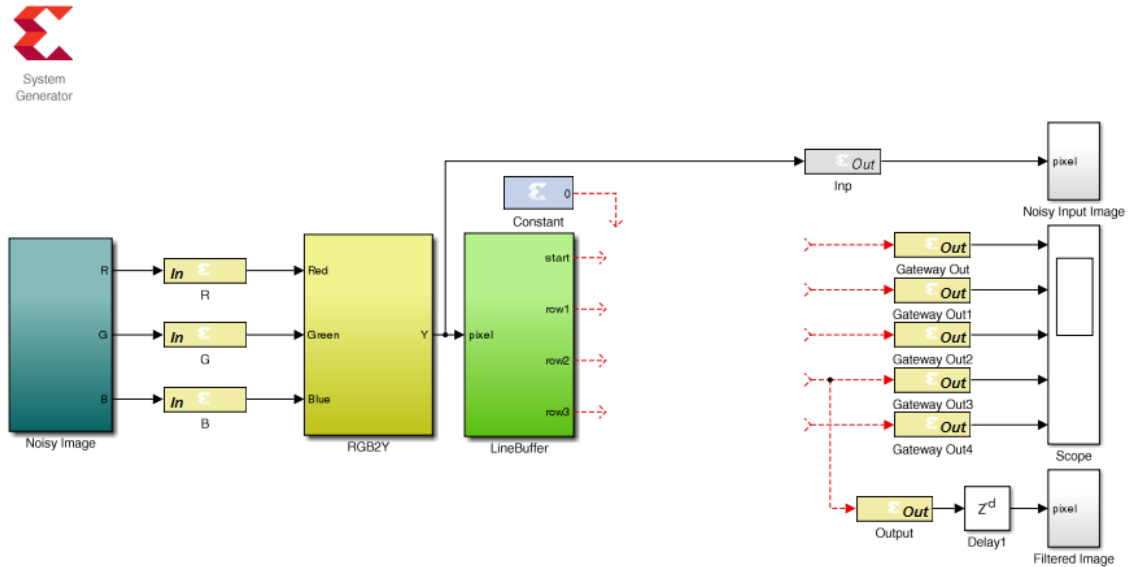 System
Generator
Out
Inp
pixel
Noisy Input Image
0
Constant
R
G
B
Noisy Image
In
R
In
G
In
B
Red
Green
Blue
Y
RGB2Y
pixel
start
row1
row2
row3
LineBuffer
Out
Gateway Out
Out
Gateway Out1
Out
Gateway Out2
Out
Gateway Out3
Out
Gateway Out4
Scope
Out
Output
Z-d
Delay1
pixel
Filtered Image